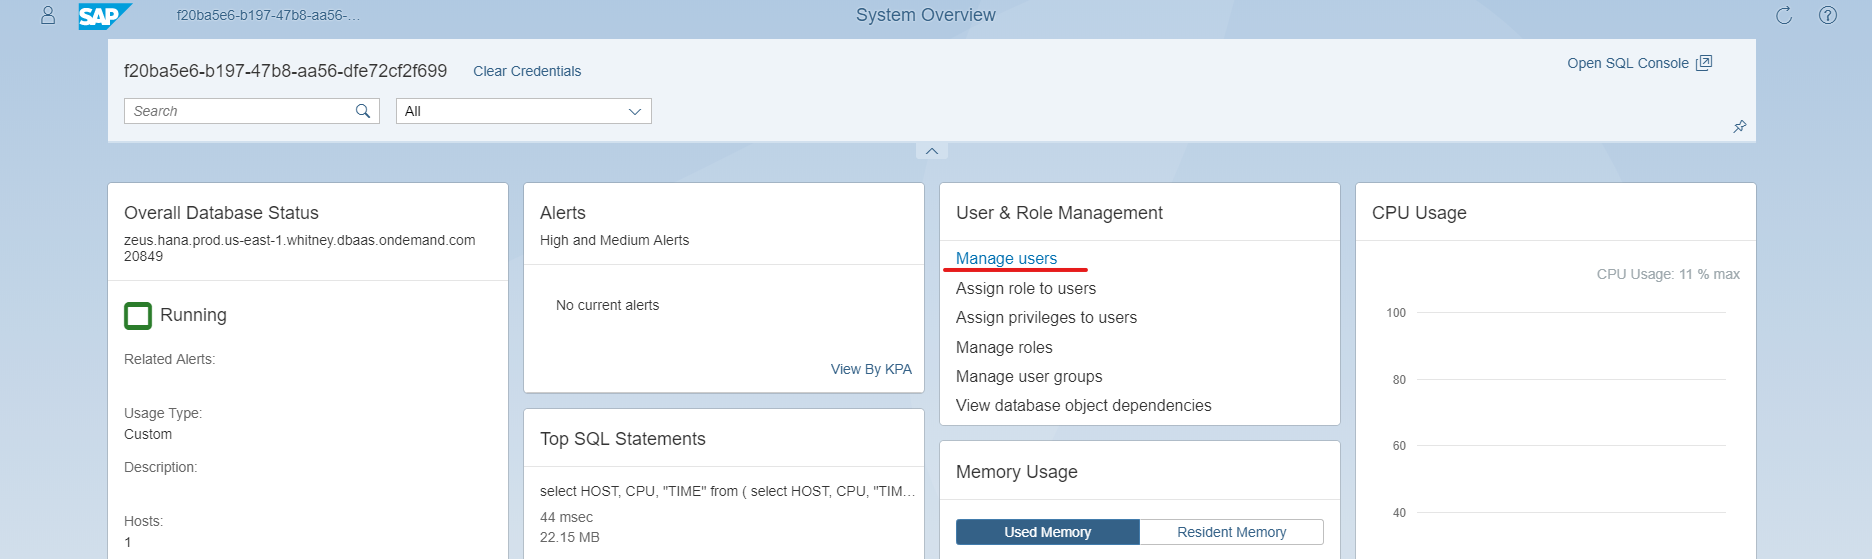 SAP
f20ba5e6-b197-47b8-aa56-...
System Overview
f20ba5e6-b197-47b8-aa56-dfe72cf2f699
Clear Credentials
Open SQL Console
Search
All
Overall Database Status
zeus.hana.prod.us-east-1.whitney.dbaas.ondemand.com
20849
Running
Related Alerts:
Usage Type:
Custom
Description:
Hosts:
1
Alerts
High and Medium Alerts
No current alerts
View By KPA
Top SQL Statements
select HOST, CPU, "TIME" from ( select HOST, CPU, "TIM...
44 msec
22.15 MB
User & Role Management
Manage users
Assign role to users
Assign privileges to users
Manage roles
Manage user groups
View database object dependencies
Memory Usage
Used Memory
Resident Memory
CPU Usage
CPU Usage: 11 % max
100
80
60
40